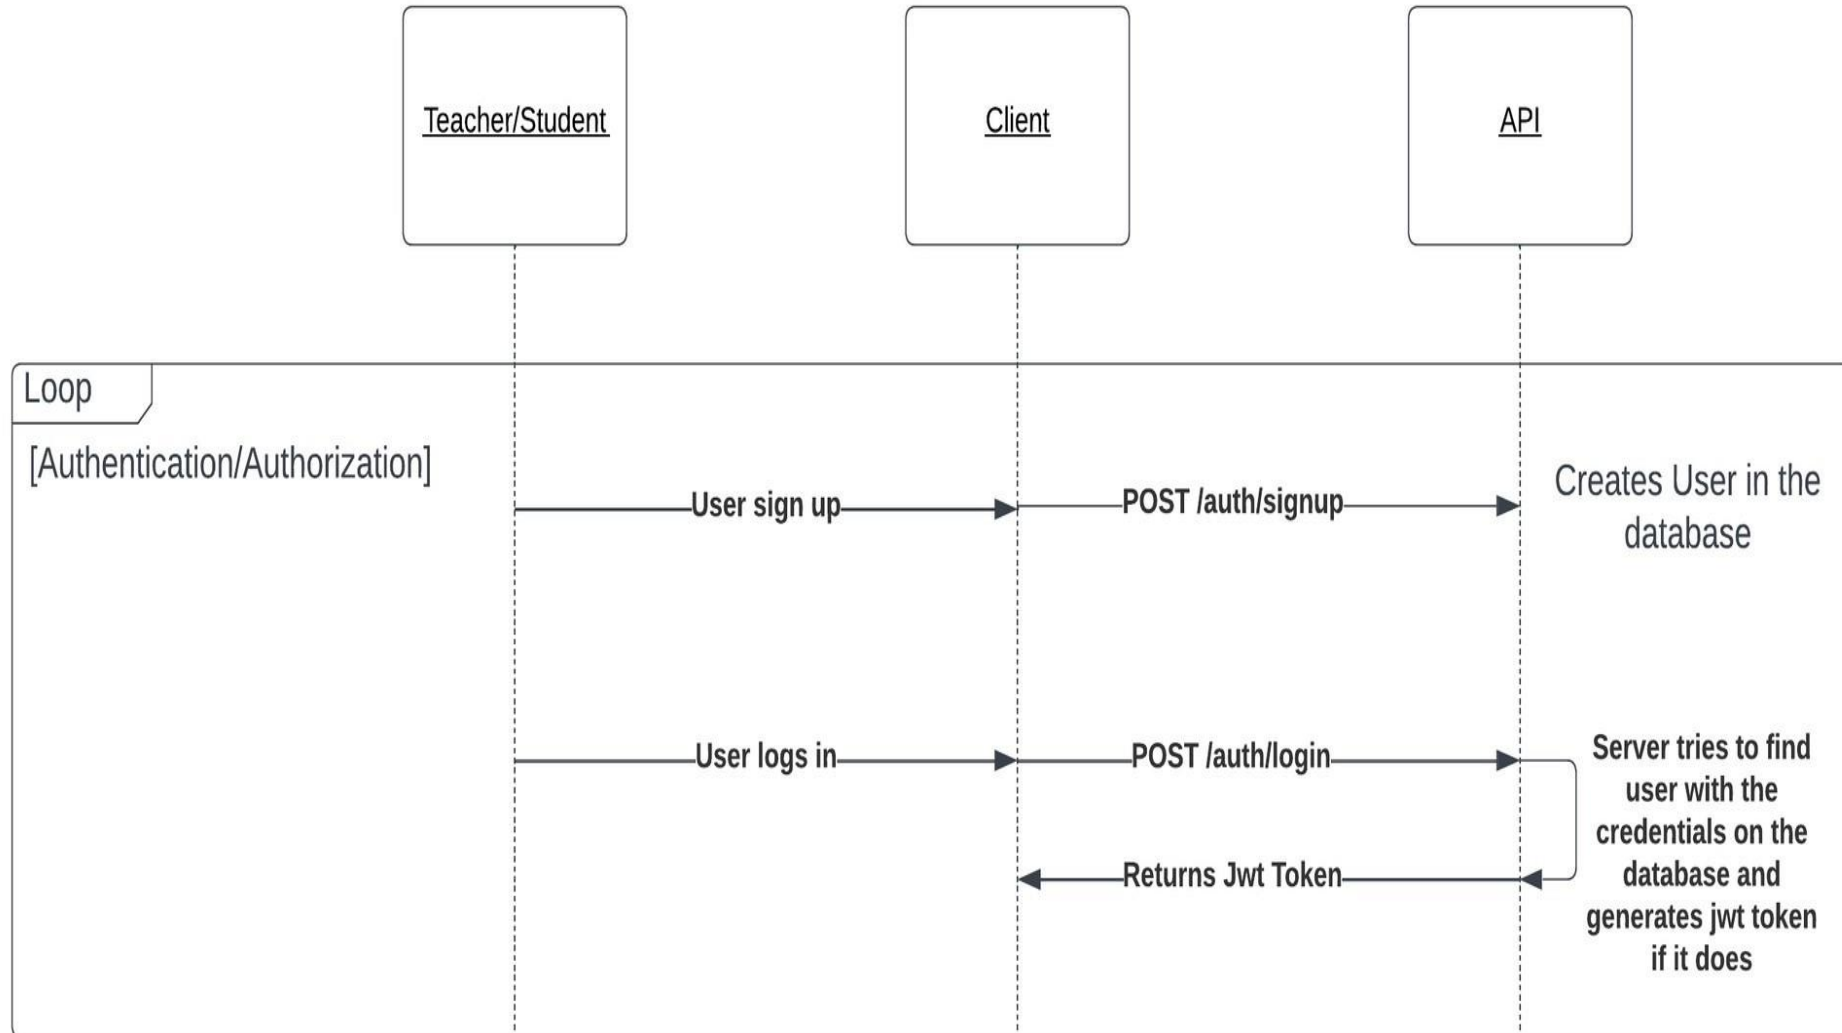 Teacher/Student
Client
API
Loop
[Authentication/Authorization]
User sign up
POST /auth/signup
Creates User in the
database
User logs in
POST /auth/login
Server tries to find
user with the
credentials on the
database and
generates jwt token
if it does
Returns Jwt Token